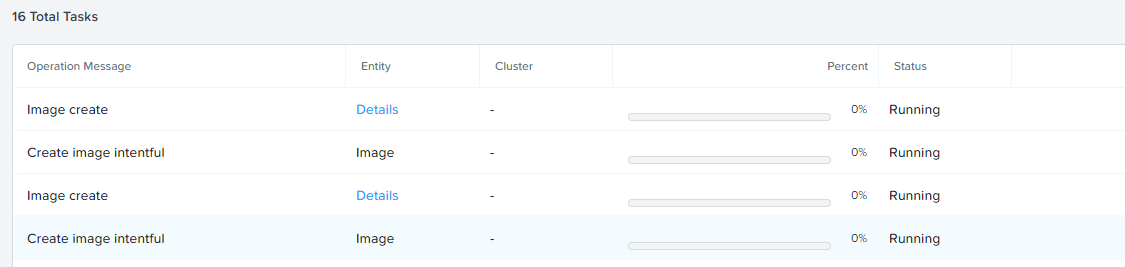 16 Total Tasks
Operation Message Entity Cluster Percent Status
Image create Details - 0% Running
Create image intentful Image - 0% Running
Image create Details - 0% Running
Create image intentful Image - 0% Running